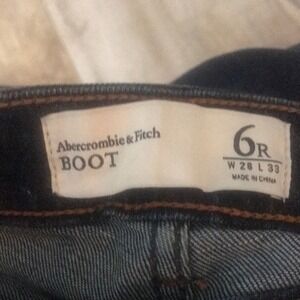 Abercrombie & Fitch
BOOT
6R
W 28 L 33
MADE IN CHINA